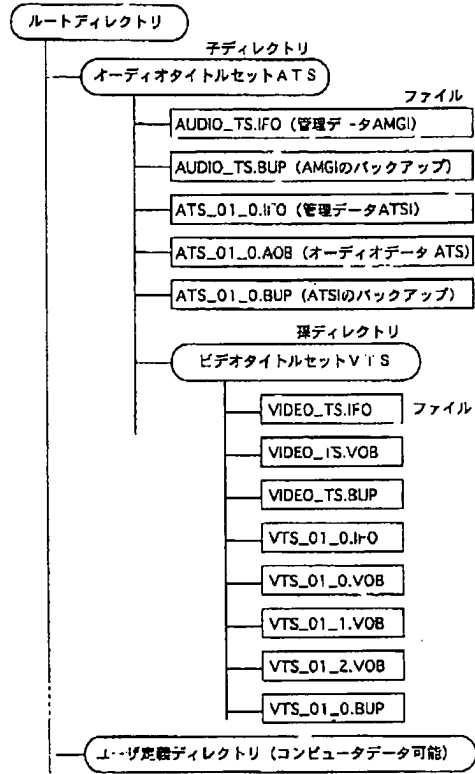 ルートディレクトリ
子ディレクトリ
オーディオタイトルセットATS
ファイル
AUDIO_TS.IFO (管理データAMGI)
AUDIO_TS.BUP (AMGIのバックアップ)
ATS_01_0.IFO (管理データATSI)
ATS_01_0.AOB (オーディオデータ ATS)
ATS_01_0.BUP (ATSIのバックアップ)
孫ディレクトリ
ビデオタイトルセットVTS
VIDEO_TS.IFO ファイル
VIDEO_TS.VOB
VIDEO_TS.BUP
VTS_01_0.IFO
VTS_01_0.VOB
VTS_01_1.VOB
VTS_01_2.VOB
VTS_01_0.BUP
ユーザ定義ディレクトリ (コンピュータデータ可能)